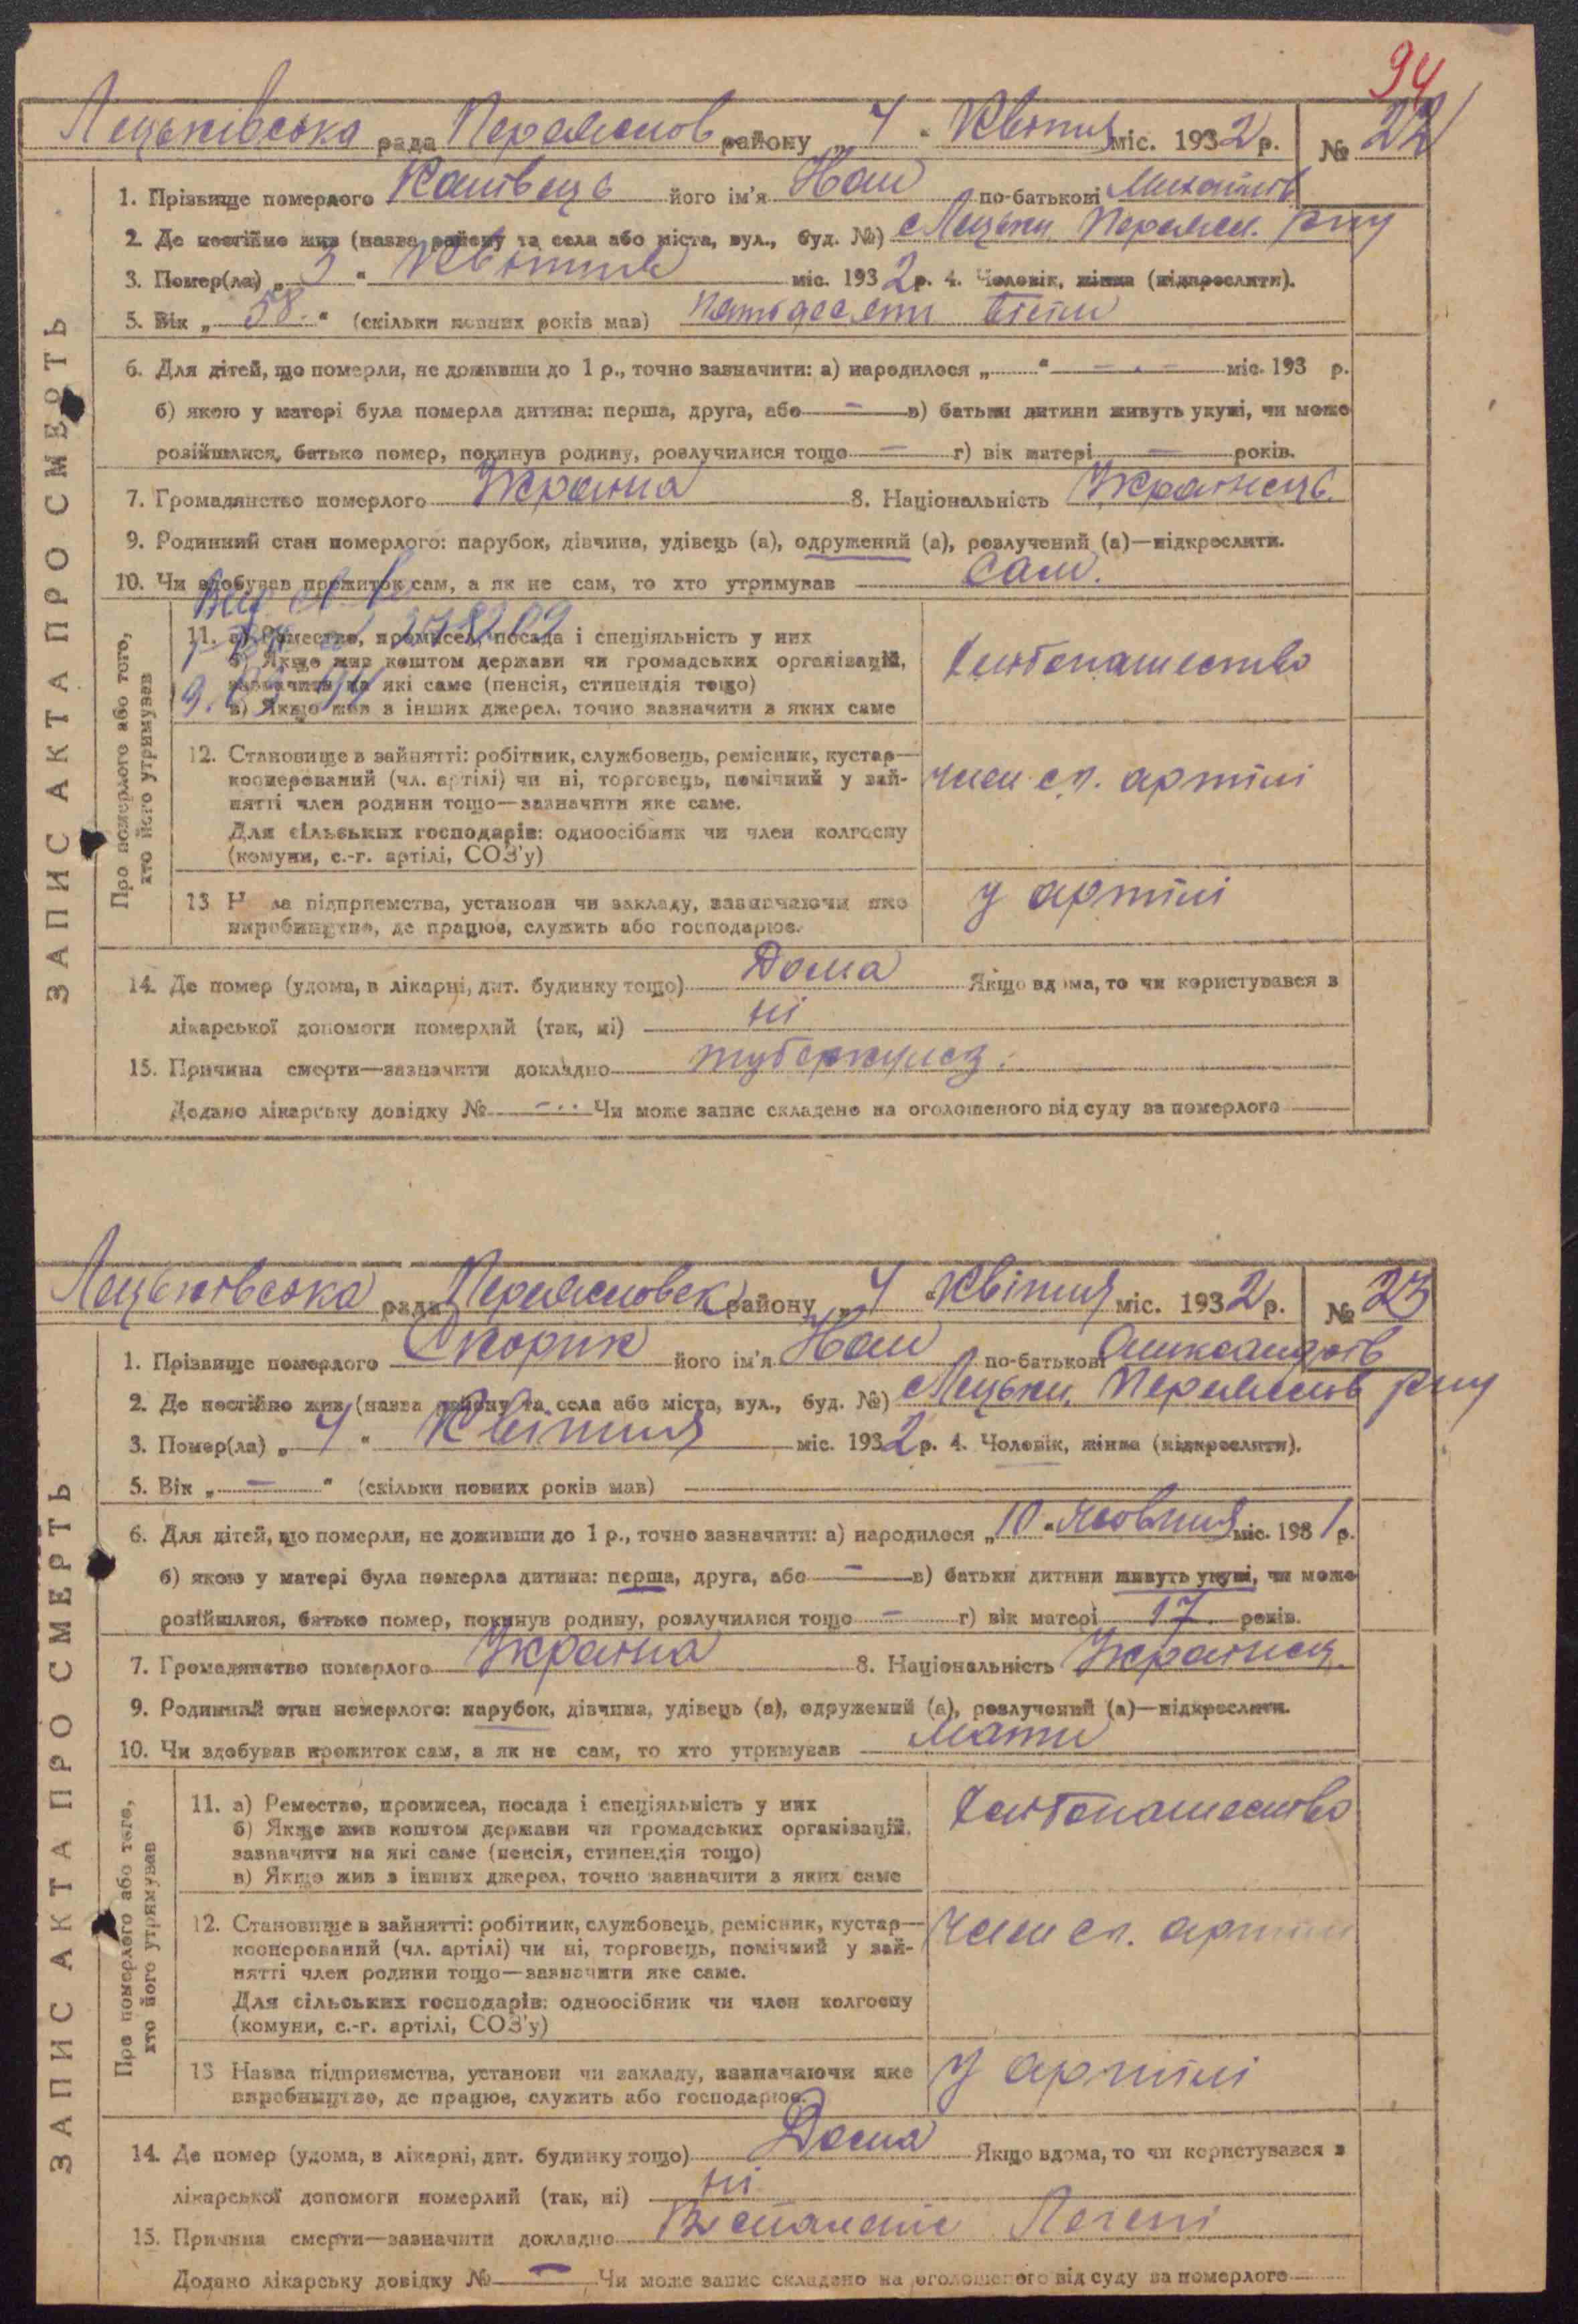 94
Лецьківська рада Переяслов району „ 4 “ Квітня міс. 1932 р. № 22
1. Прізвище померлого його ім'я Іван по-батькові Михайлів
2. Де постійно жив (назва району та села або міста, вул., буд. №) с Лецьки Переясл. р-ну
3. Помер(ла) „ 3 “ Квітня міс. 1932 р. 4. Чоловік, жінка (підкреслити).
5. Вік „ 58. “ (скільки повних років мав)
6. Для дітей, що померли, не доживши до 1 р., точно зазначити: а) народилося „ “ — . — міс. 193 р.
б) якою у матері була померла дитина: перша, друга, або — в) батьки дитини живуть укупі, чи може
розійшлися, батько помер, покинув родину, розлучилися тощо — г) вік матері — років.
7. Громадянство померлого Україна 8. Національність Українець.
9. Родинний стан померлого: парубок, дівчина, удівець (а), одружений (а), розлучений (а)—підкреслити.
10. Чи здобував прожиток сам, а як не сам, то хто утримував Сам.
ЗАПИС АКТА ПРО СМЕРТЬ
Про померлого або того, хто його утримував
11. а) Ремество, промисел, посада і спеціяльність у них
б) Якщо жив коштом держави чи громадських організацій,
зазначити на які саме (пенсія, стипендія тощо)
в) Якщо жив з інших джерел, точно зазначити з яких саме
Хліборашество
12. Становище в зайнятті: робітник, службовець, ремісник, кустар—
кооперований (чл. артілі) чи ні, торговець, помічний у зай-
нятті член родини тощо—зазначити яке саме.
Для сільських господарів: одноосібник чи член колгоспу
(комуни, с.-г. артілі, СОЗ'у)
член с.г. артілі
13 Н ва підприємства, установи чи закладу, зазначаючи яке
виробництво, де працює, служить або господарює.
у артілі
14. Де помер (удома, в лікарні, дит. будинку тощо) Дома Якщо вдома, то чи користувався з
лікарської допомоги померлий (так, ні) ні
15. Причина смерти—зазначити докладно туберкульоз.
Додано лікарську довідку № — . . Чи може запис складено на оголошеного від суду за померлого
Лецьківська рада Переясловск району „ 4 “ Квітня міс. 1932 р. № 23
1. Прізвище померлого Скорик його ім'я Іван по-батькові Олександрів
2. Де постійно жив (назва району та села або міста, вул., буд. №) с Лецьки, Переяслов р-ну
3. Помер(ла) „ 4 “ Квітня міс. 1932 р. 4. Чоловік, жінка (підкреслити).
5. Вік „ — “ (скільки повних років мав)
6. Для дітей, що померли, не доживши до 1 р., точно зазначити: а) народилося „ 10 “ жовтня міс. 1931 р.
б) якою у матері була померла дитина: перша, друга, або — в) батьки дитини живуть укупі, чи може
розійшлися, батько помер, покинув родину, розлучилися тощо — г) вік матері 17 років.
7. Громадянство померлого Україна 8. Національність Українец.
9. Родинний стан померлого: парубок, дівчина, удівець (а), одружений (а), розлучений (а)—підкреслити.
10. Чи здобував прожиток сам, а як не сам, то хто утримував мати
ЗАПИС АКТА ПРО СМЕРТЬ
Про померлого або того, хто його утримував
11. а) Ремество, промисел, посада і спеціяльність у них
б) Якщо жив коштом держави чи громадських організацій,
зазначити на які саме (пенсія, стипендія тощо)
в) Якщо жив з інших джерел, точно зазначити з яких саме
12. Становище в зайнятті: робітник, службовець, ремісник, кустар—
кооперований (чл. артілі) чи ні, торговець, помічний у зай-
нятті член родини тощо—зазначити яке саме.
Для сільських господарів: одноосібник чи член колгоспу
(комуни, с.-г. артілі, СОЗ'у)
член с.г. артілі
13 Назва підприємства, установи чи закладу, зазначаючи яке
виробництво, де працює, служить або господарює.
у артілі
14. Де помер (удома, в лікарні, дит. будинку тощо) Дома Якщо вдома, то чи користувався з
лікарської допомоги померлий (так, ні) ні
15. Причина смерти—зазначити докладно Легені
Додано лікарську довідку № — Чи може запис складено на оголошеного від суду за померлого